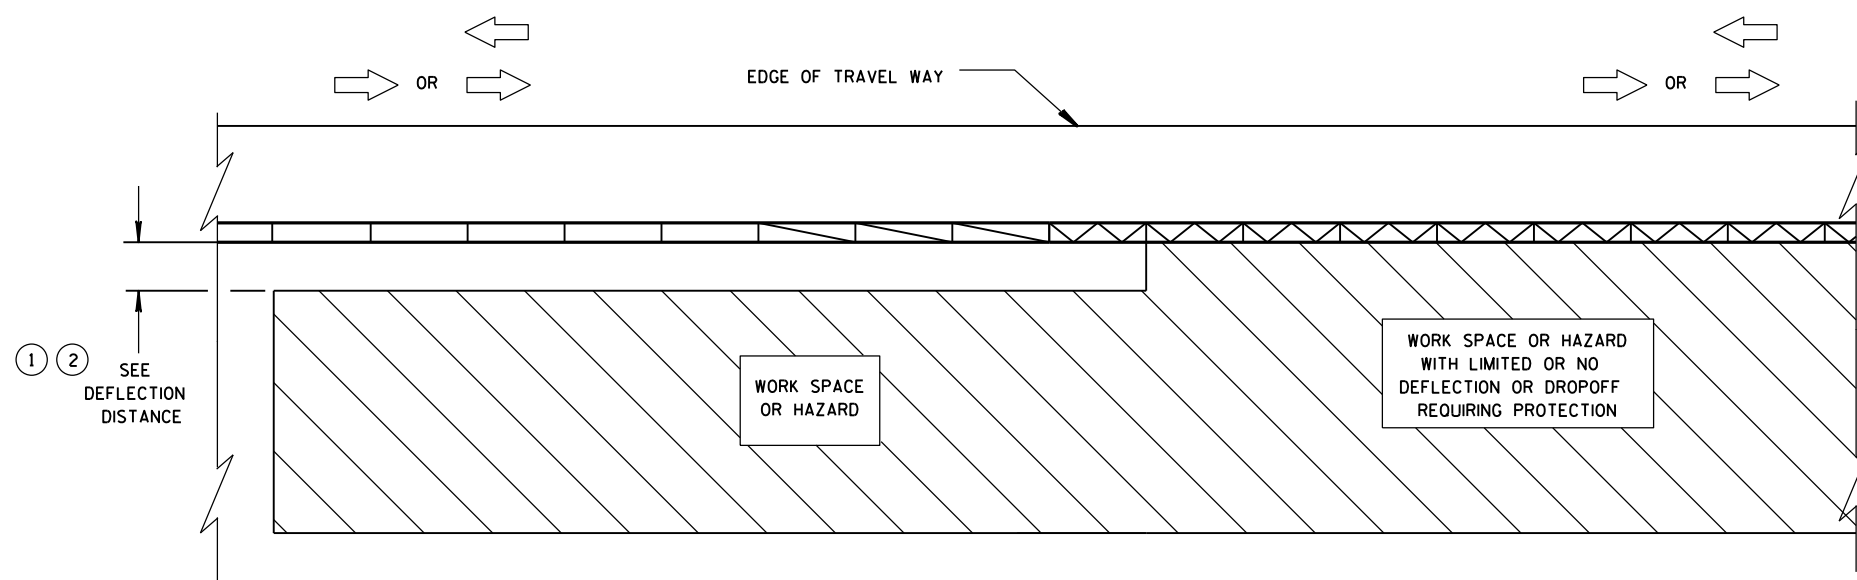 OR
OR
EDGE OF TRAVEL WAY
1 2
SEE
DEFLECTION
DISTANCE
WORK SPACE
OR HAZARD
WORK SPACE OR HAZARD
WITH LIMITED OR NO
DEFLECTION OR DROPOFF
REQUIRING PROTECTION